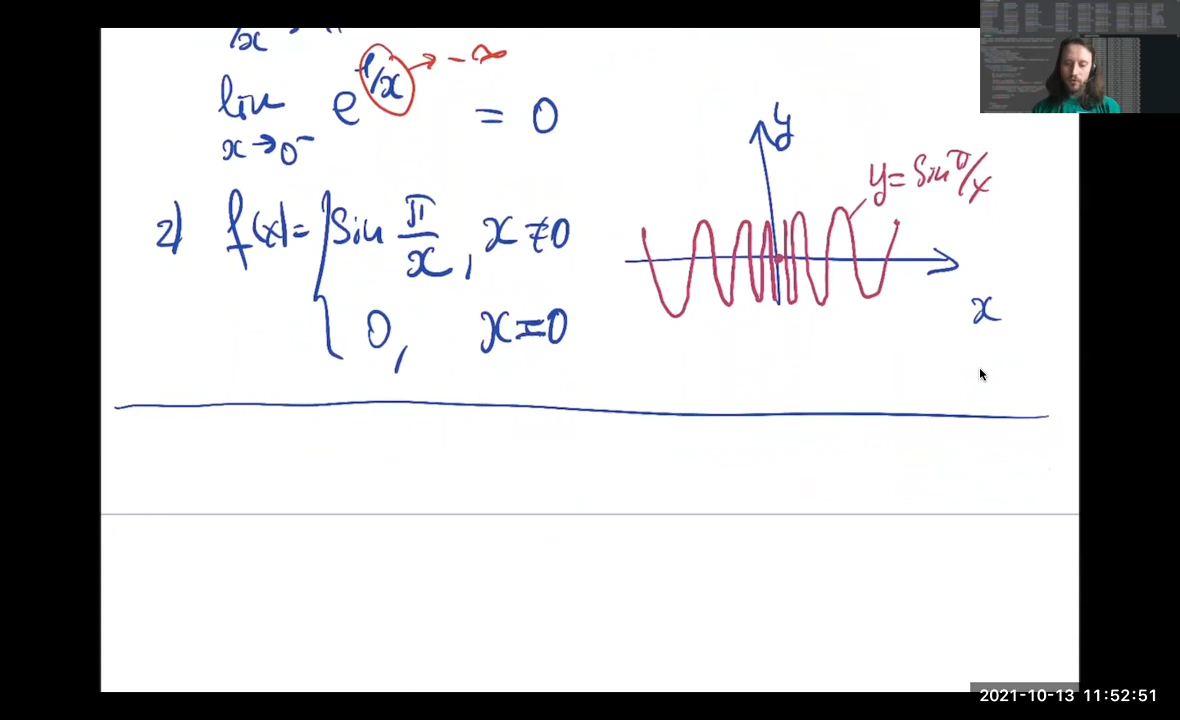 lim e^{1/x} → -∞ = 0
x→0⁻
2) f(x) = { sin π/x, x ≠ 0
0, x = 0
y
y = sin π/x
x
2021-10-13 11:52:51